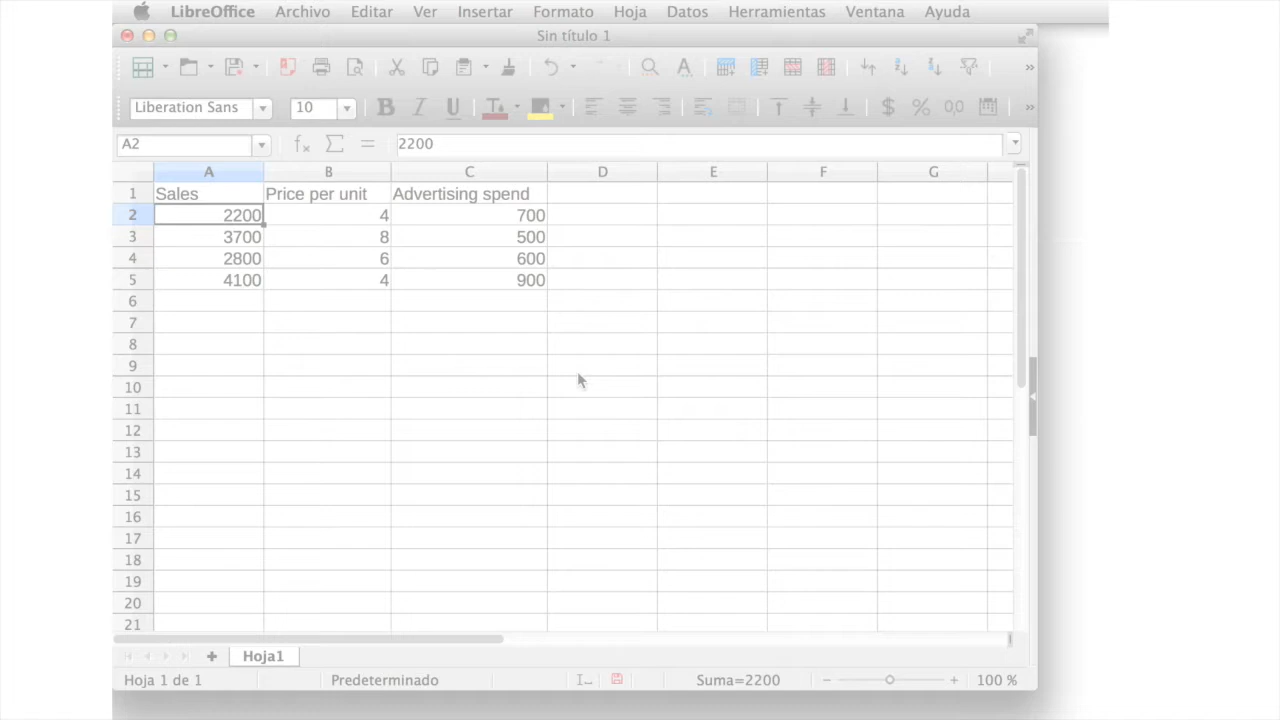 LibreOffice Archivo Editar Ver Insertar Formato Hoja Datos Herramientas Ventana Ayuda
Sin título 1
Liberation Sans 10
A2 2200
A B C D E F G
1 Sales Price per unit Advertising spend
2 2200 4 700
3 3700 8 500
4 2800 6 600
5 4100 4 900
6
7
8
9
10
11
12
13
14
15
16
17
18
19
20
21
Hoja1
Hoja 1 de 1 Predeterminado Suma=2200 100 %